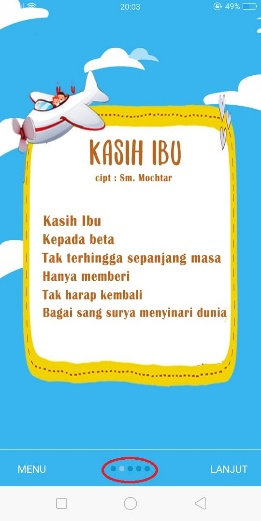 20:03
49%
KASIH IBU
cipt : Sm. Mochtar
Kasih Ibu
Kepada beta
Tak terhingga sepanjang masa
Hanya memberi
Tak harap kembali
Bagai sang surya menyinari dunia
MENU
LANJUT